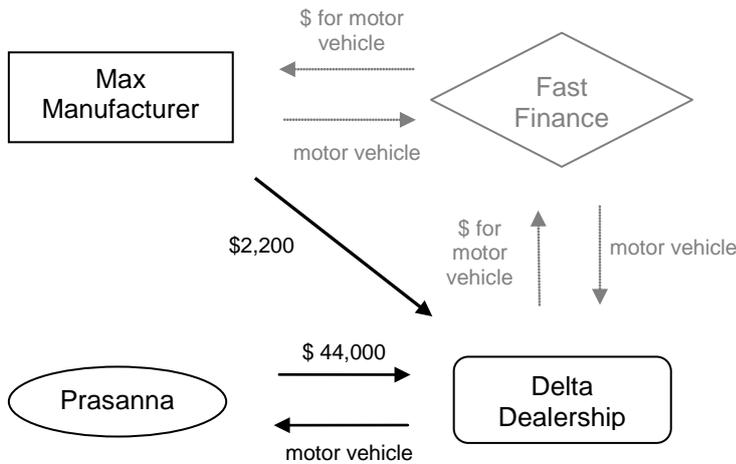 $ for motor
vehicle
Max
Manufacturer
Fast
Finance
motor vehicle
$2,200
$ for
motor
vehicle
motor vehicle
$ 44,000
Prasanna
Delta
Dealership
motor vehicle